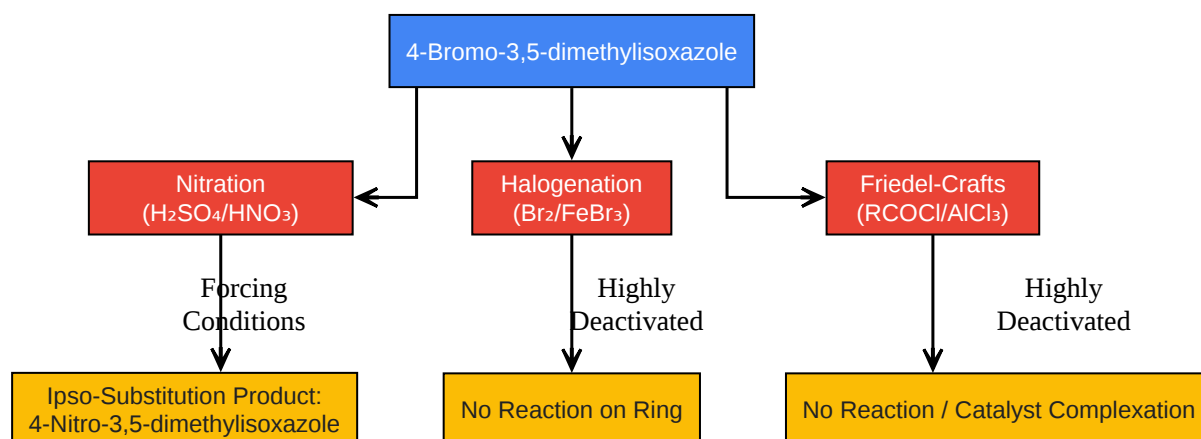 4-Bromo-3,5-dimethylisoxazole
Nitration
(H₂SO₄/HNO₃)
Halogenation
(Br₂/FeBr₃)
Friedel-Crafts
(RCOCl/AlCl₃)
Forcing
Conditions
Highly
Deactivated
Highly
Deactivated
Ipso-Substitution Product:
4-Nitro-3,5-dimethylisoxazole
No Reaction on Ring
No Reaction / Catalyst Complexation